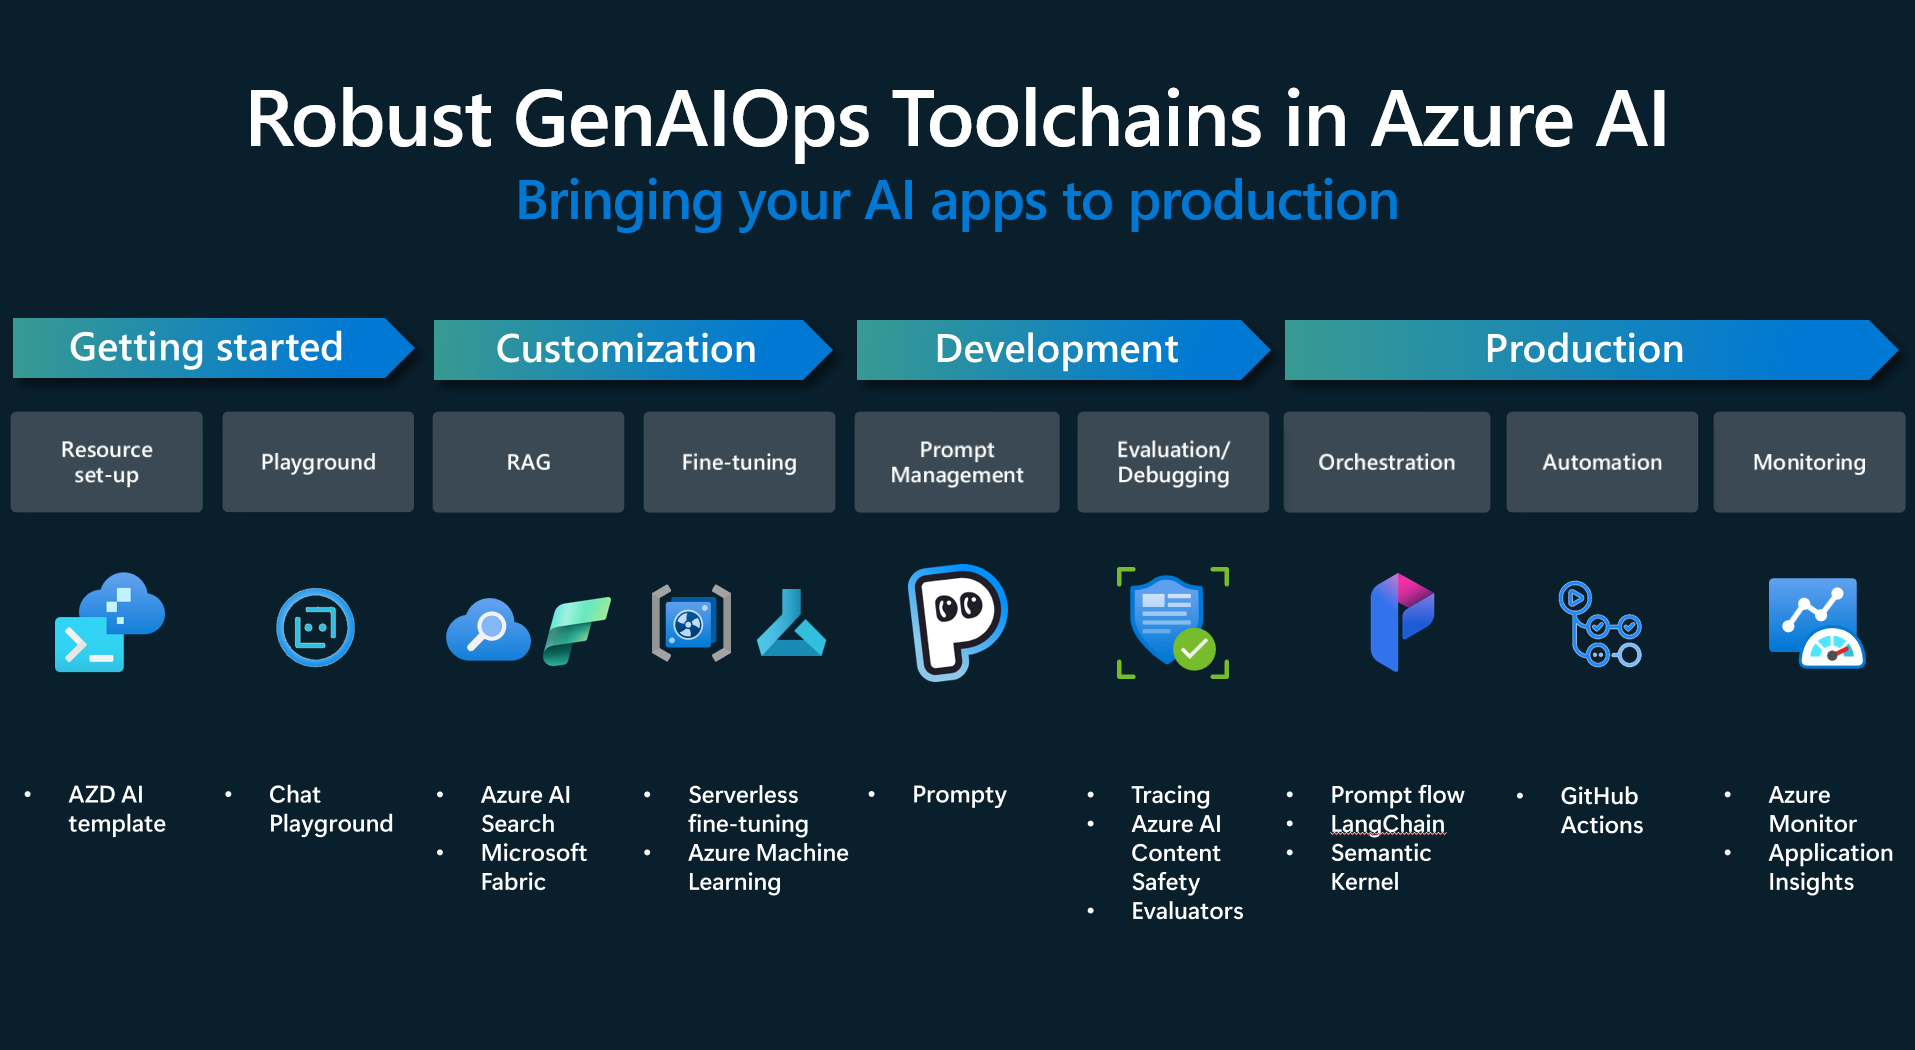 Robust GenAIOps Toolchains in Azure AI
Bringing your AI apps to production
Getting started
Customization
Development
Production
Resource
set-up
Playground
RAG
Fine-tuning
Prompt
Management
Evaluation/
Debugging
Orchestration
Automation
Monitoring
• AZD AI
template
• Chat
Playground
• Azure AI
Search
• Microsoft
Fabric
• Serverless
fine-tuning
• Azure Machine
Learning
• Prompty
• Tracing
• Azure AI
Content
Safety
• Evaluators
• Prompt flow
• LangChain
• Semantic
Kernel
• GitHub
Actions
• Azure
Monitor
• Application
Insights